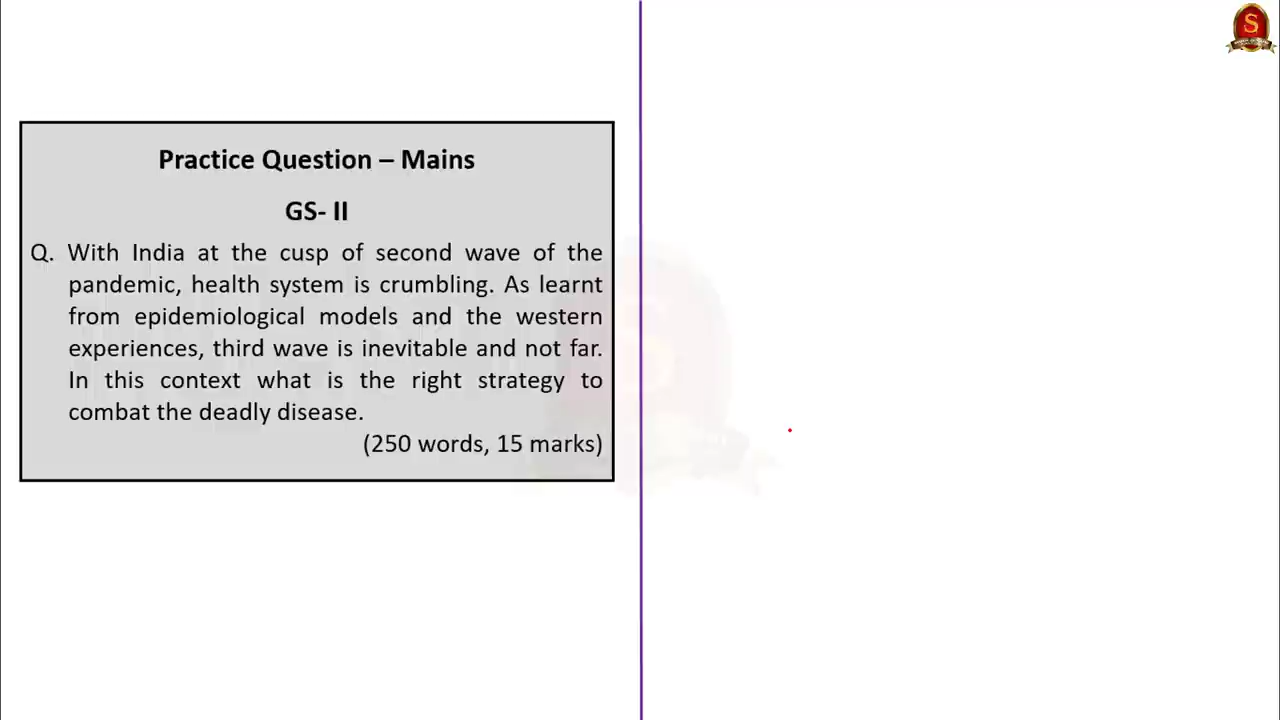 Practice Question – Mains
GS- II
Q. With India at the cusp of second wave of the
pandemic, health system is crumbling. As learnt
from epidemiological models and the western
experiences, third wave is inevitable and not far.
In this context what is the right strategy to
combat the deadly disease.
(250 words, 15 marks)
S